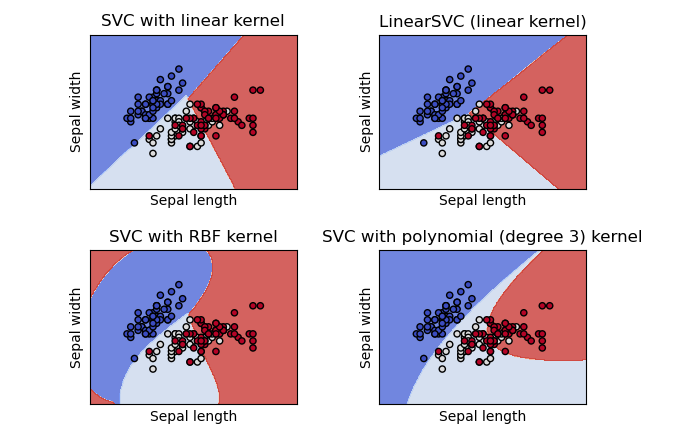 SVC with linear kernel
LinearSVC (linear kernel)
Sepal width
Sepal width
Sepal length
Sepal length
SVC with RBF kernel
SVC with polynomial (degree 3) kernel
Sepal width
Sepal width
Sepal length
Sepal length